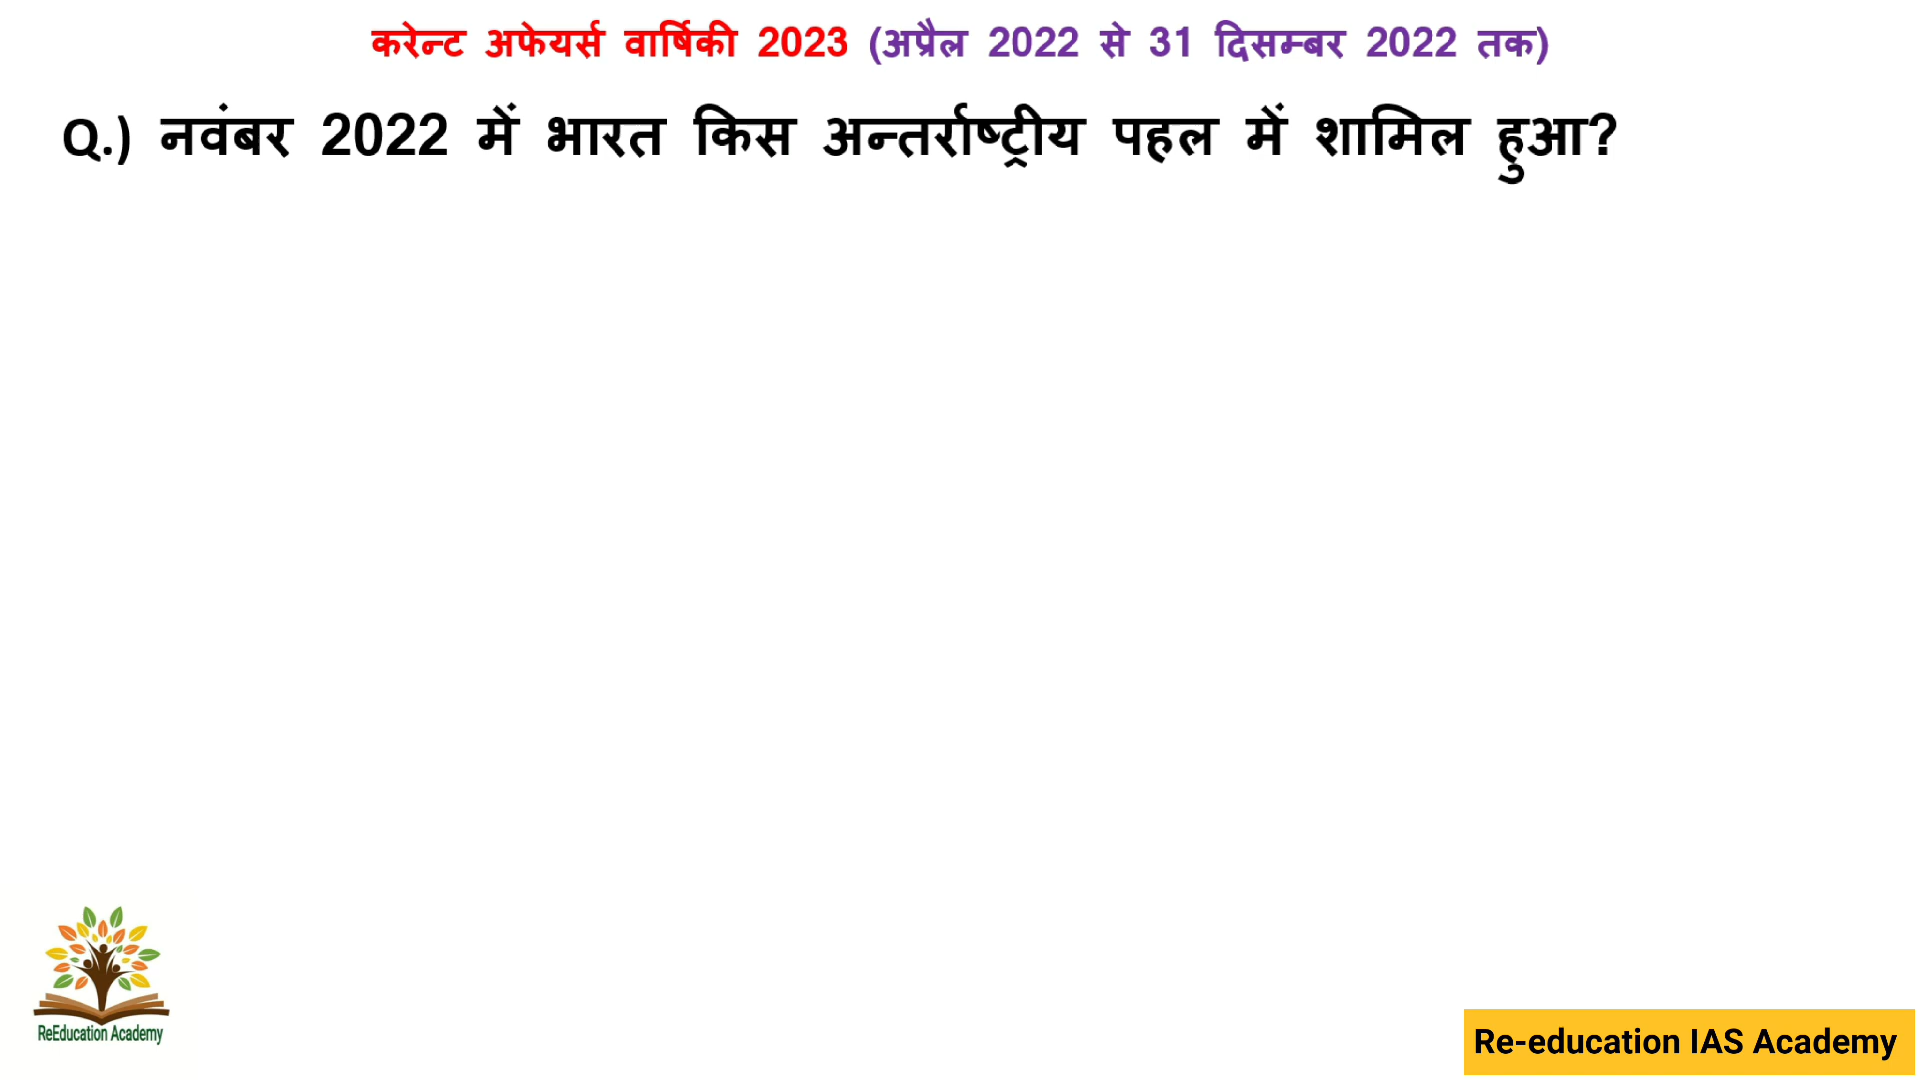 करेन्ट अफेयर्स वार्षिकी 2023 (अप्रैल 2022 से 31 दिसम्बर 2022 तक)
Q.) नवंबर 2022 में भारत किस अन्तर्राष्ट्रीय पहल में शामिल हुआ?
ReEducation Academy
Re-education IAS Academy